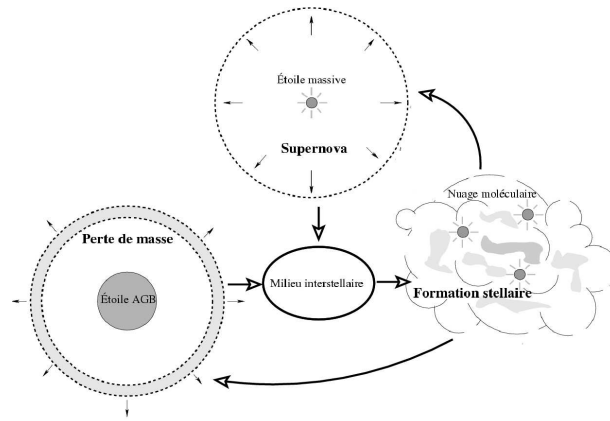 Étoile massive
Supernova
Nuage moléculaire
Perte de masse
Étoile AGB
Milieu interstellaire
Formation stellaire